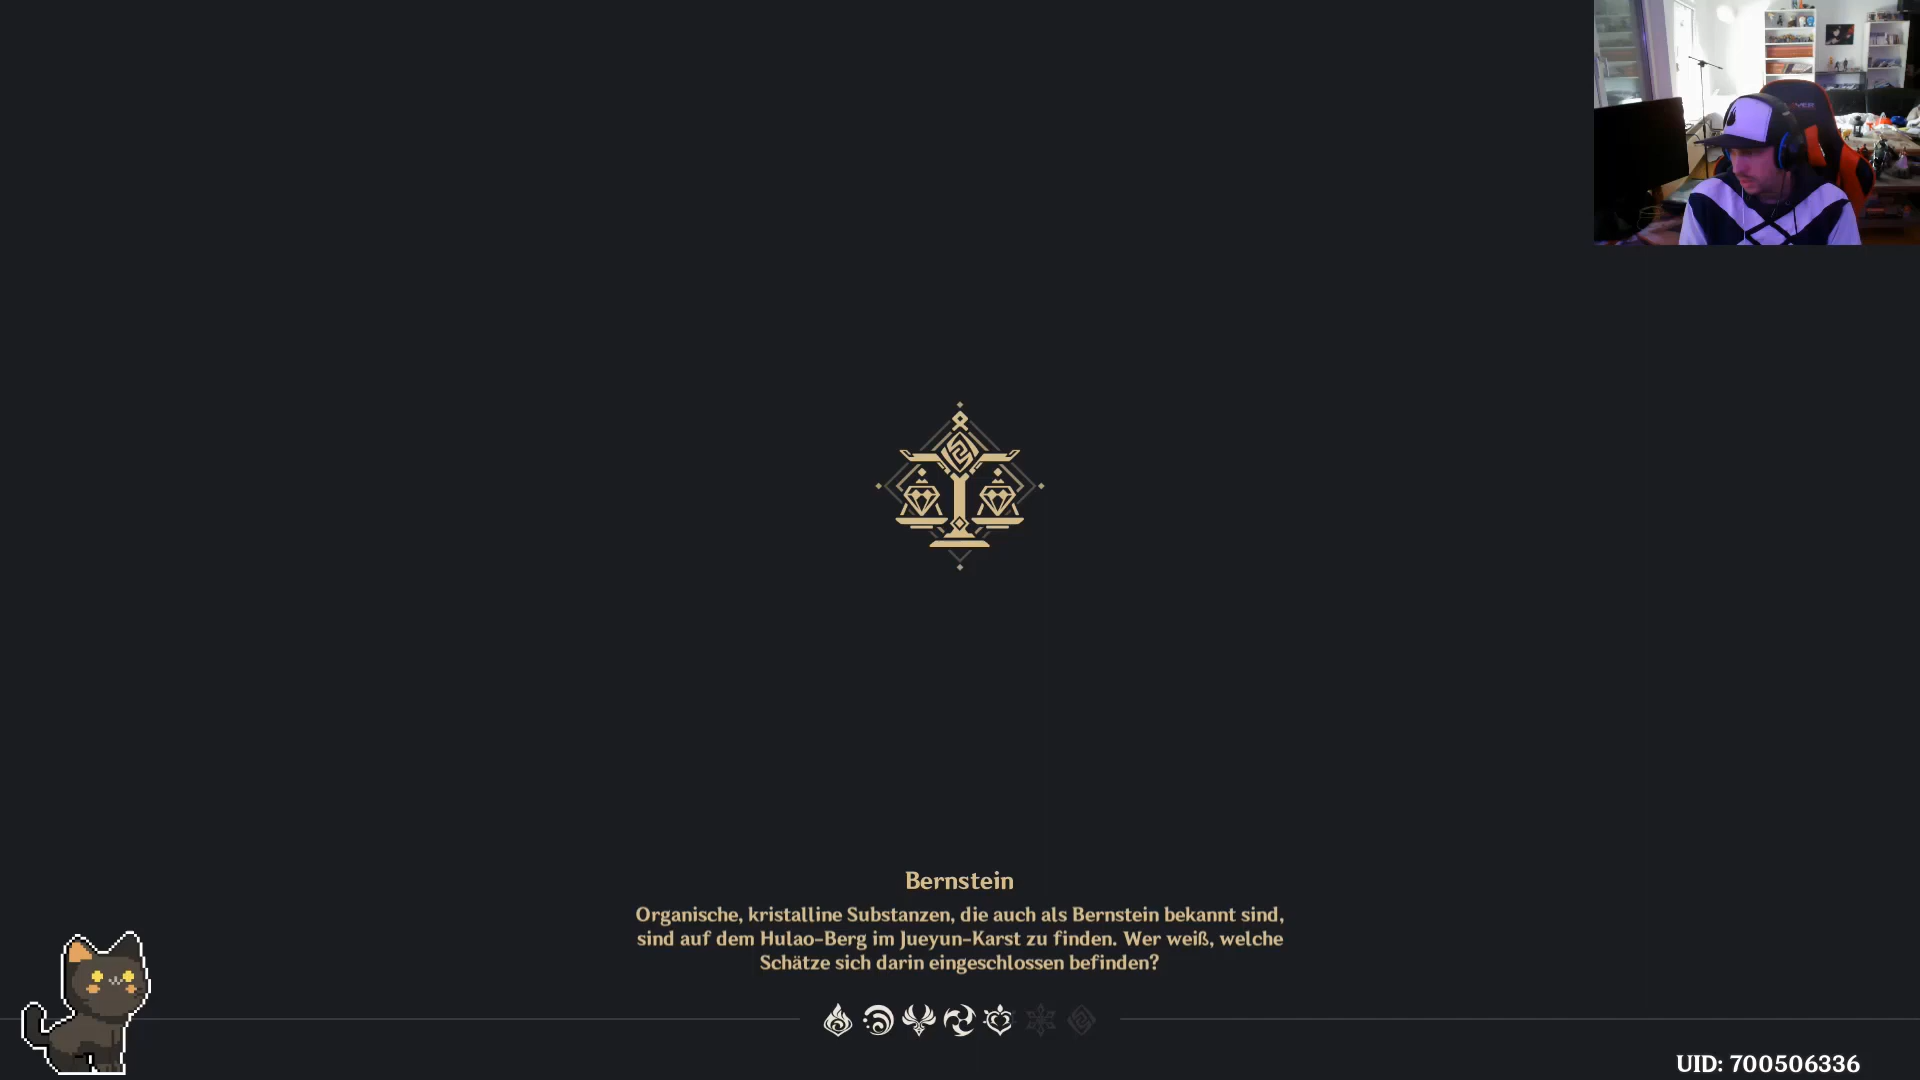 Bernstein
Organische, kristalline Substanzen, die auch als Bernstein bekannt sind,
sind auf dem Hulao-Berg im Jueyun-Karst zu finden. Wer weiß, welche
Schätze sich darin eingeschlossen befinden?
UID: 700506336